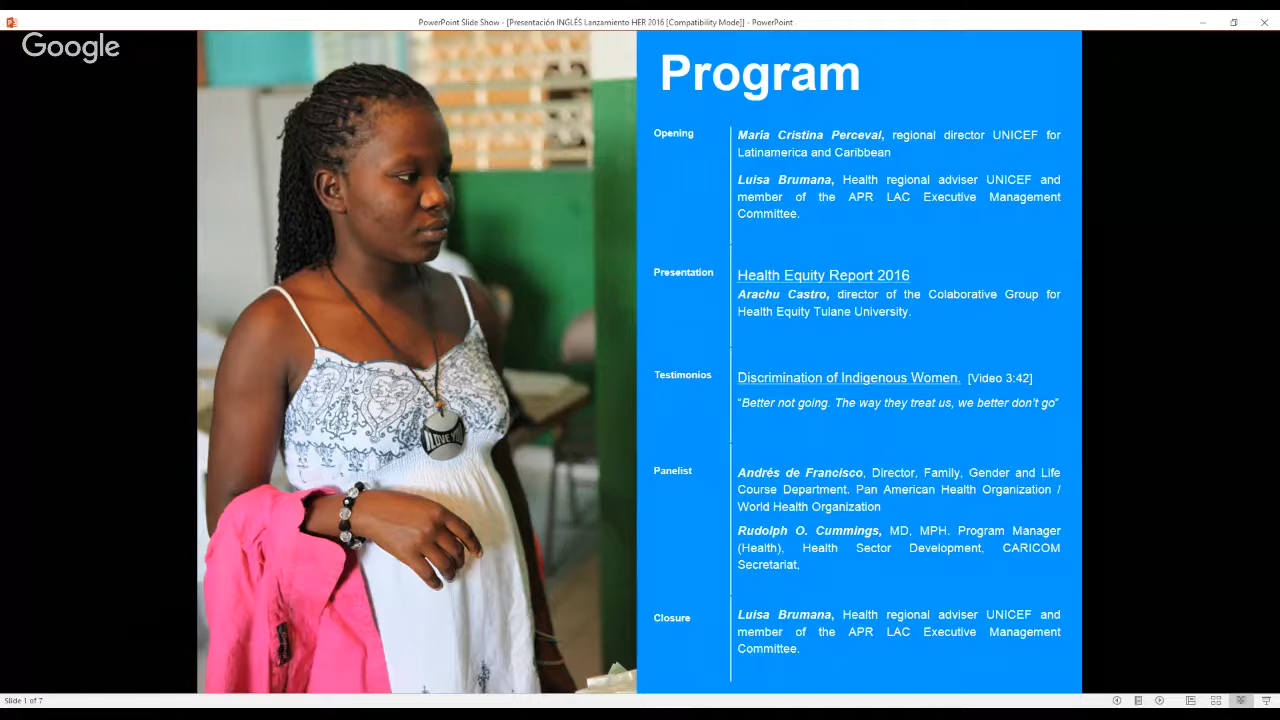 PowerPoint Slide Show - [Presentación INGLÉS Lanzamiento HER 2016 [Compatibility Mode]] - PowerPoint
Google
Program
Opening
María Cristina Perceval, regional director UNICEF for
Latinamerica and Caribbean
Luisa Brumana, Health regional adviser UNICEF and
member of the APR LAC Executive Management
Committee.
Presentation
Health Equity Report 2016
Arachu Castro, director of the Colaborative Group for
Health Equity Tulane University.
Testimonios
Discrimination of Indigenous Women. [Video 3:42]
“Better not going. The way they treat us, we better don’t go”
Panelist
Andrés de Francisco, Director, Family, Gender and Life
Course Department. Pan American Health Organization /
World Health Organization
Rudolph O. Cummings, MD, MPH. Program Manager
(Health), Health Sector Development, CARICOM
Secretariat,
Closure
Luisa Brumana, Health regional adviser UNICEF and
member of the APR LAC Executive Management
Committee.
I LOVE YOU
Slide 1 of 7